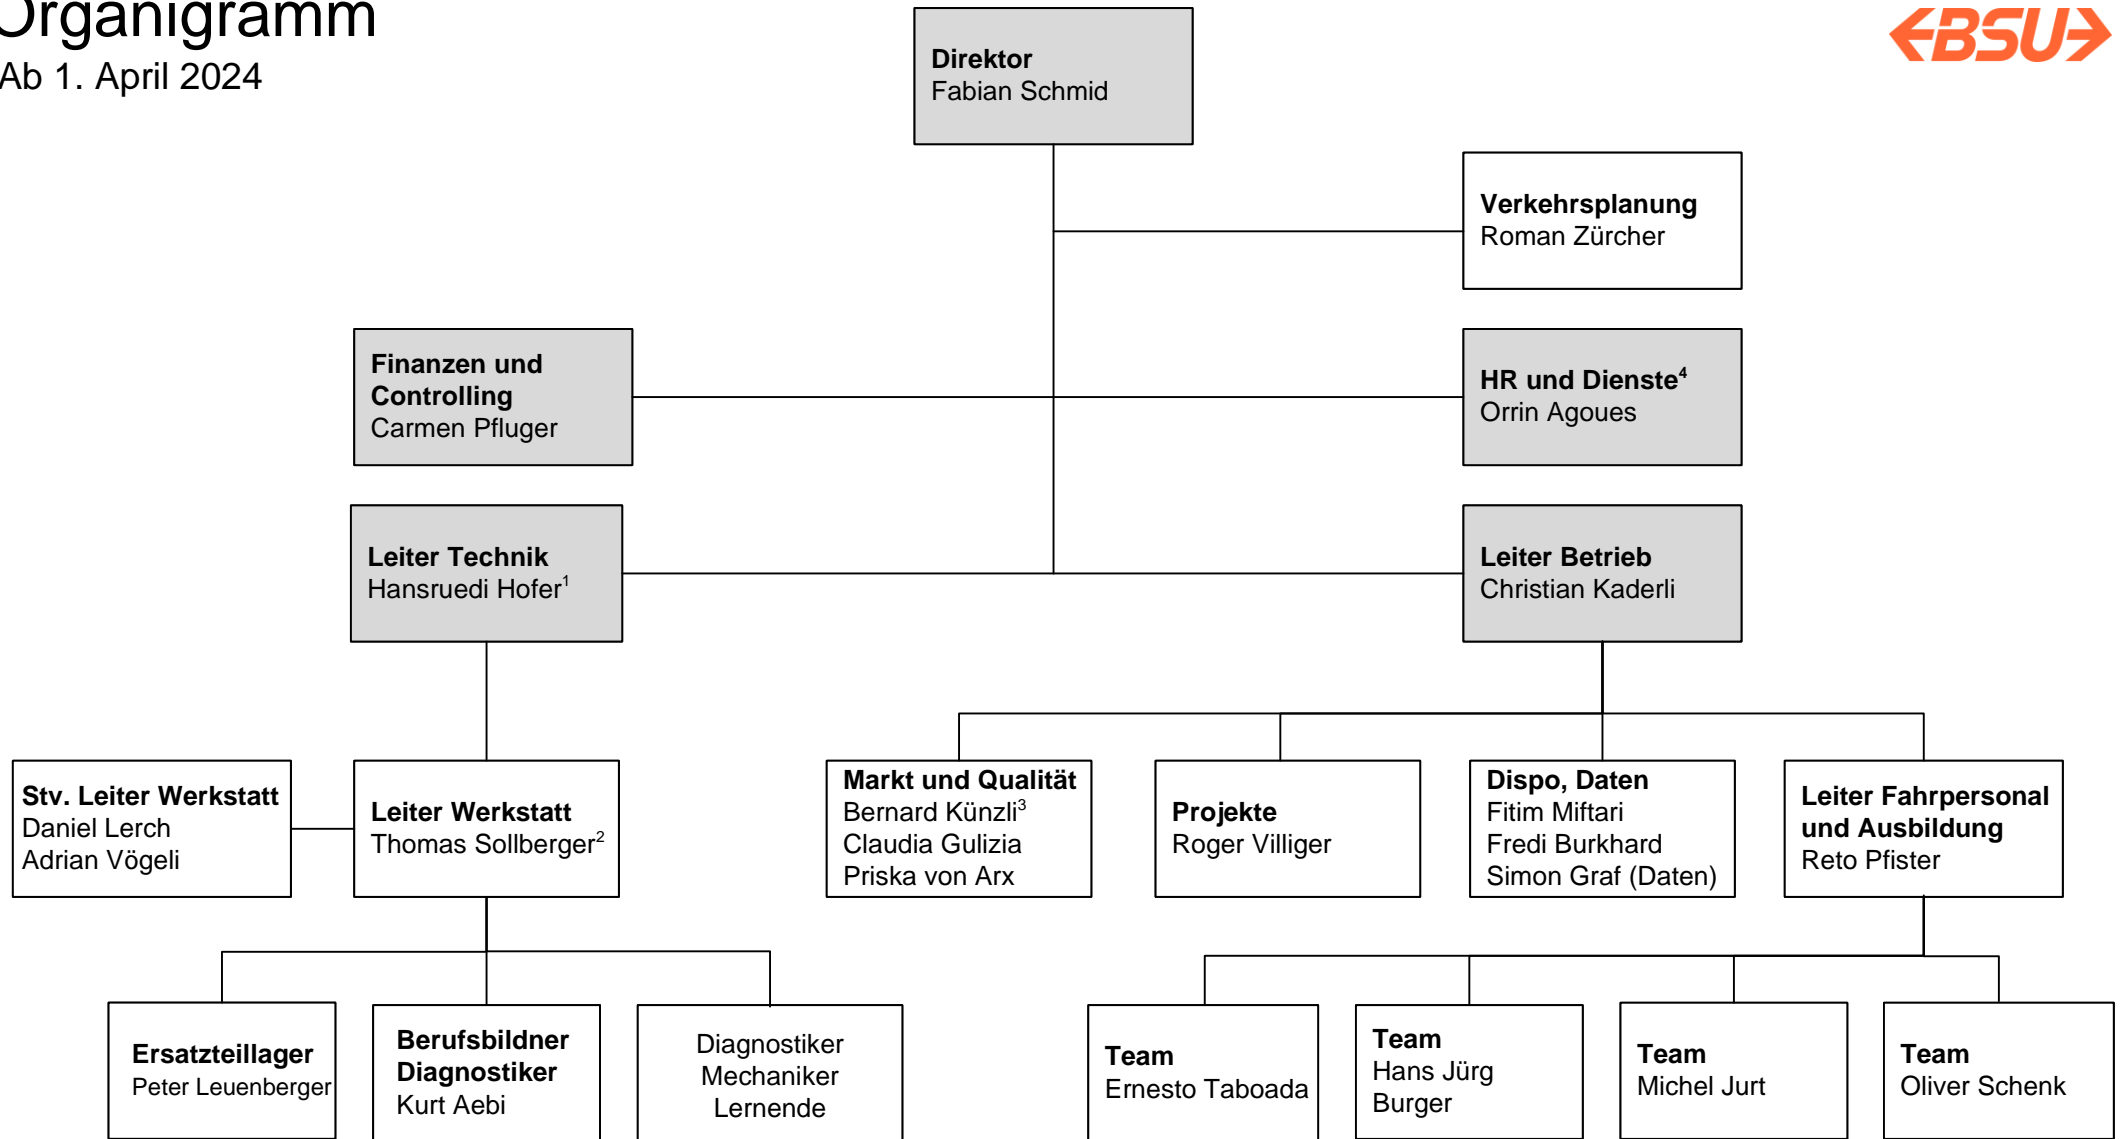 Organigramm
Ab 1. April 2024
BSU
Direktor
Fabian Schmid
Verkehrsplanung
Roman Zürcher
Finanzen und
Controlling
Carmen Pfluger
HR und Dienste⁴
Orrin Agoues
Leiter Technik
Hansruedi Hofer¹
Leiter Betrieb
Christian Kaderli
Stv. Leiter Werkstatt
Daniel Lerch
Adrian Vögeli
Leiter Werkstatt
Thomas Sollberger²
Markt und Qualität
Bernard Künzli³
Claudia Gulizia
Priska von Arx
Projekte
Roger Villiger
Dispo, Daten
Fitim Miftari
Fredi Burkhard
Simon Graf (Daten)
Leiter Fahrpersonal
und Ausbildung
Reto Pfister
Ersatzteillager
Peter Leuenberger
Berufsbildner
Diagnostiker
Kurt Aebi
Diagnostiker
Mechaniker
Lernende
Team
Ernesto Taboada
Team
Hans Jürg
Burger
Team
Michel Jurt
Team
Oliver Schenk